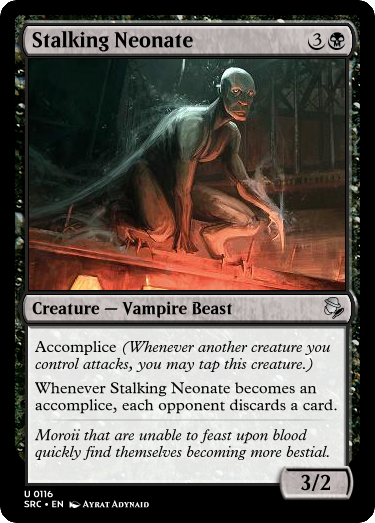 Stalking Neonate 3
Creature — Vampire Beast
Accomplice (Whenever another creature you
control attacks, you may tap this creature.)
Whenever Stalking Neonate becomes an
accomplice, each opponent discards a card.
Moroii that are unable to feast upon blood
quickly find themselves becoming more bestial.
3/2
U 0116
SRC • EN Ayrat Adynaid